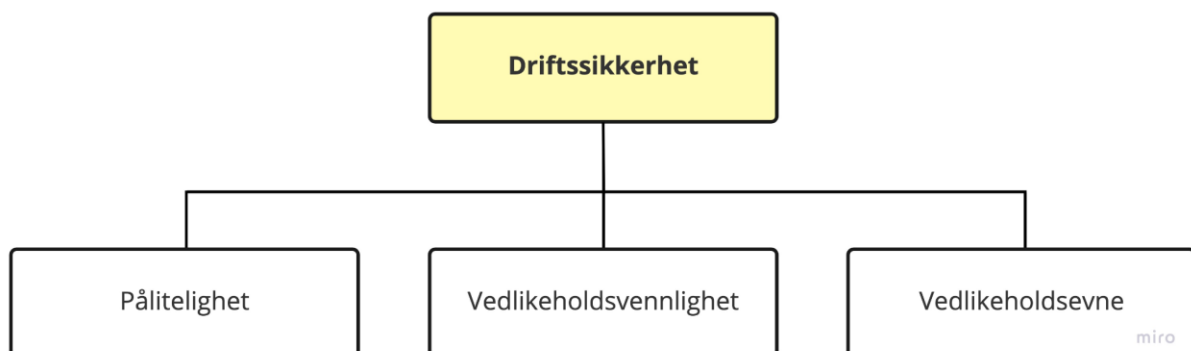 Driftssikkerhet
Pålitelighet
Vedlikeholdsvennlighet
Vedlikeholdsevne
miro